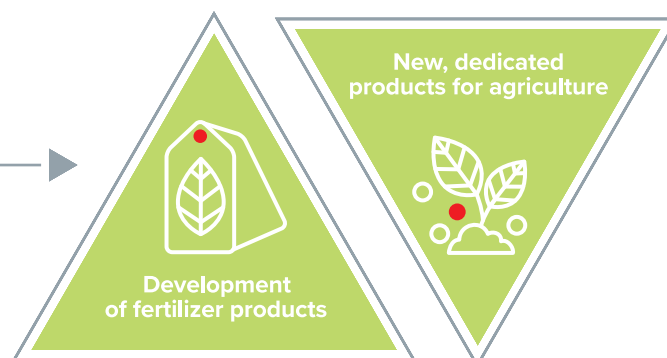 Development
of fertilizer products
New, dedicated
products for agriculture